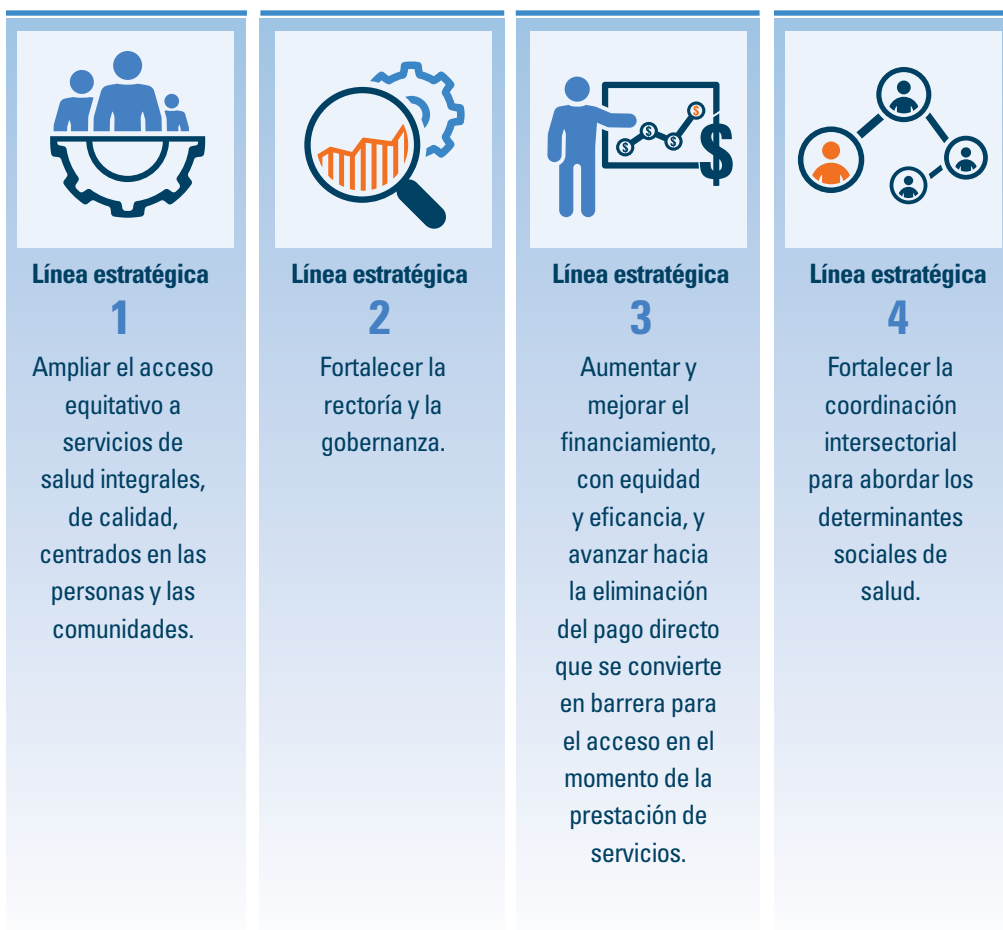 Línea estratégica
1
Ampliar el acceso
equitativo a
servicios de
salud integrales,
de calidad,
centrados en las
personas y las
comunidades.
Línea estratégica
2
Fortalecer la
rectoría y la
gobernanza.
$
$
$
$
$
Línea estratégica
3
Aumentar y
mejorar el
financiamiento,
con equidad
y eficancia, y
avanzar hacia
la eliminación
del pago directo
que se convierte
en barrera para
el acceso en el
momento de la
prestación de
servicios.
Línea estratégica
4
Fortalecer la
coordinación
intersectorial
para abordar los
determinantes
sociales de
salud.